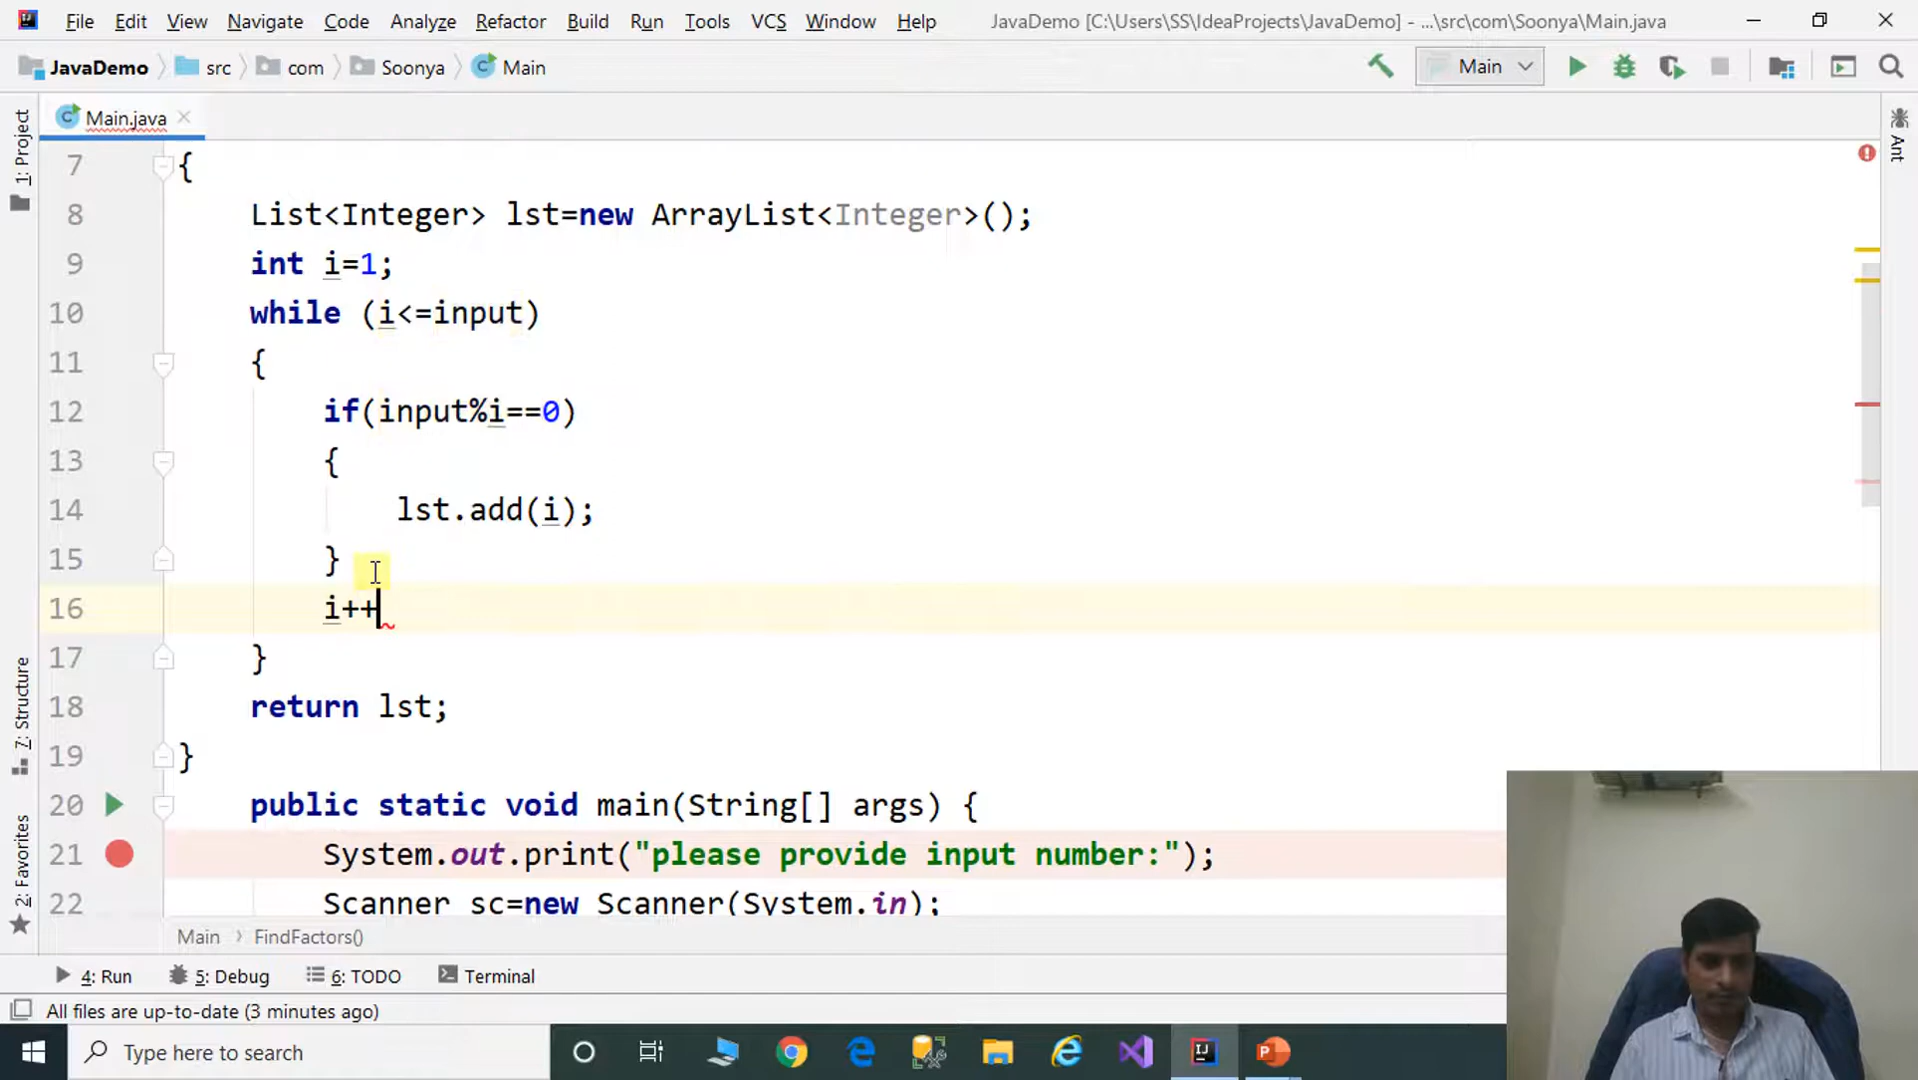 File Edit View Navigate Code Analyze Refactor Build Run Tools VCS Window Help JavaDemo [C:\Users\SS\IdeaProjects\JavaDemo] - ...\src\com\Soonya\Main.java
JavaDemo src com Soonya Main Main
Main.java
1: Project
Ant
7 {
8 List<Integer> lst=new ArrayList<Integer>();
9 int i=1;
10 while (i<=input)
11 {
12 if(input%i==0)
13 {
14 lst.add(i);
15 }
16 i++
17 }
18 return lst;
19 }
20 public static void main(String[] args) {
21 System.out.print("please provide input number:");
22 Scanner sc=new Scanner(System.in);
7: Structure
2: Favorites
Main FindFactors()
4: Run 5: Debug 6: TODO Terminal
All files are up-to-date (3 minutes ago)
Type here to search